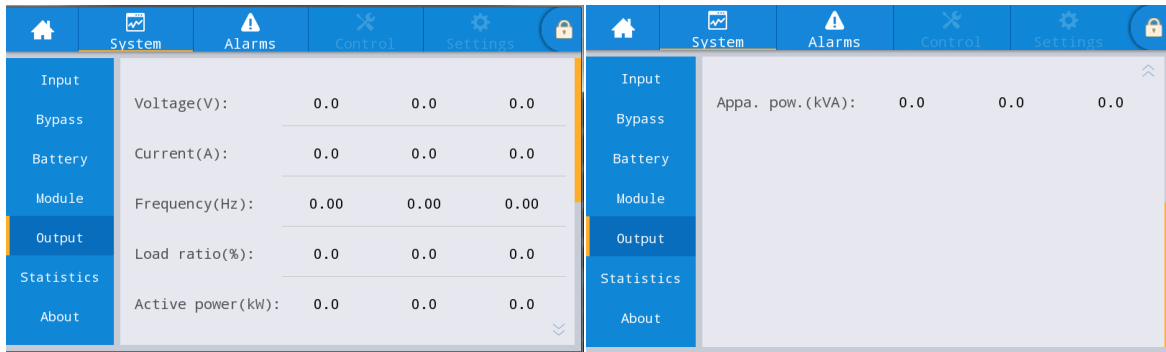 System Alarms Control Settings
Input
Bypass
Battery
Module
Output
Statistics
About
Voltage(V): 0.0 0.0 0.0
Current(A): 0.0 0.0 0.0
Frequency(Hz): 0.00 0.00 0.00
Load ratio(%): 0.0 0.0 0.0
Active power(kW): 0.0 0.0 0.0
System Alarms Control Settings
Input
Bypass
Battery
Module
Output
Statistics
About
Appa. pow.(kVA): 0.0 0.0 0.0